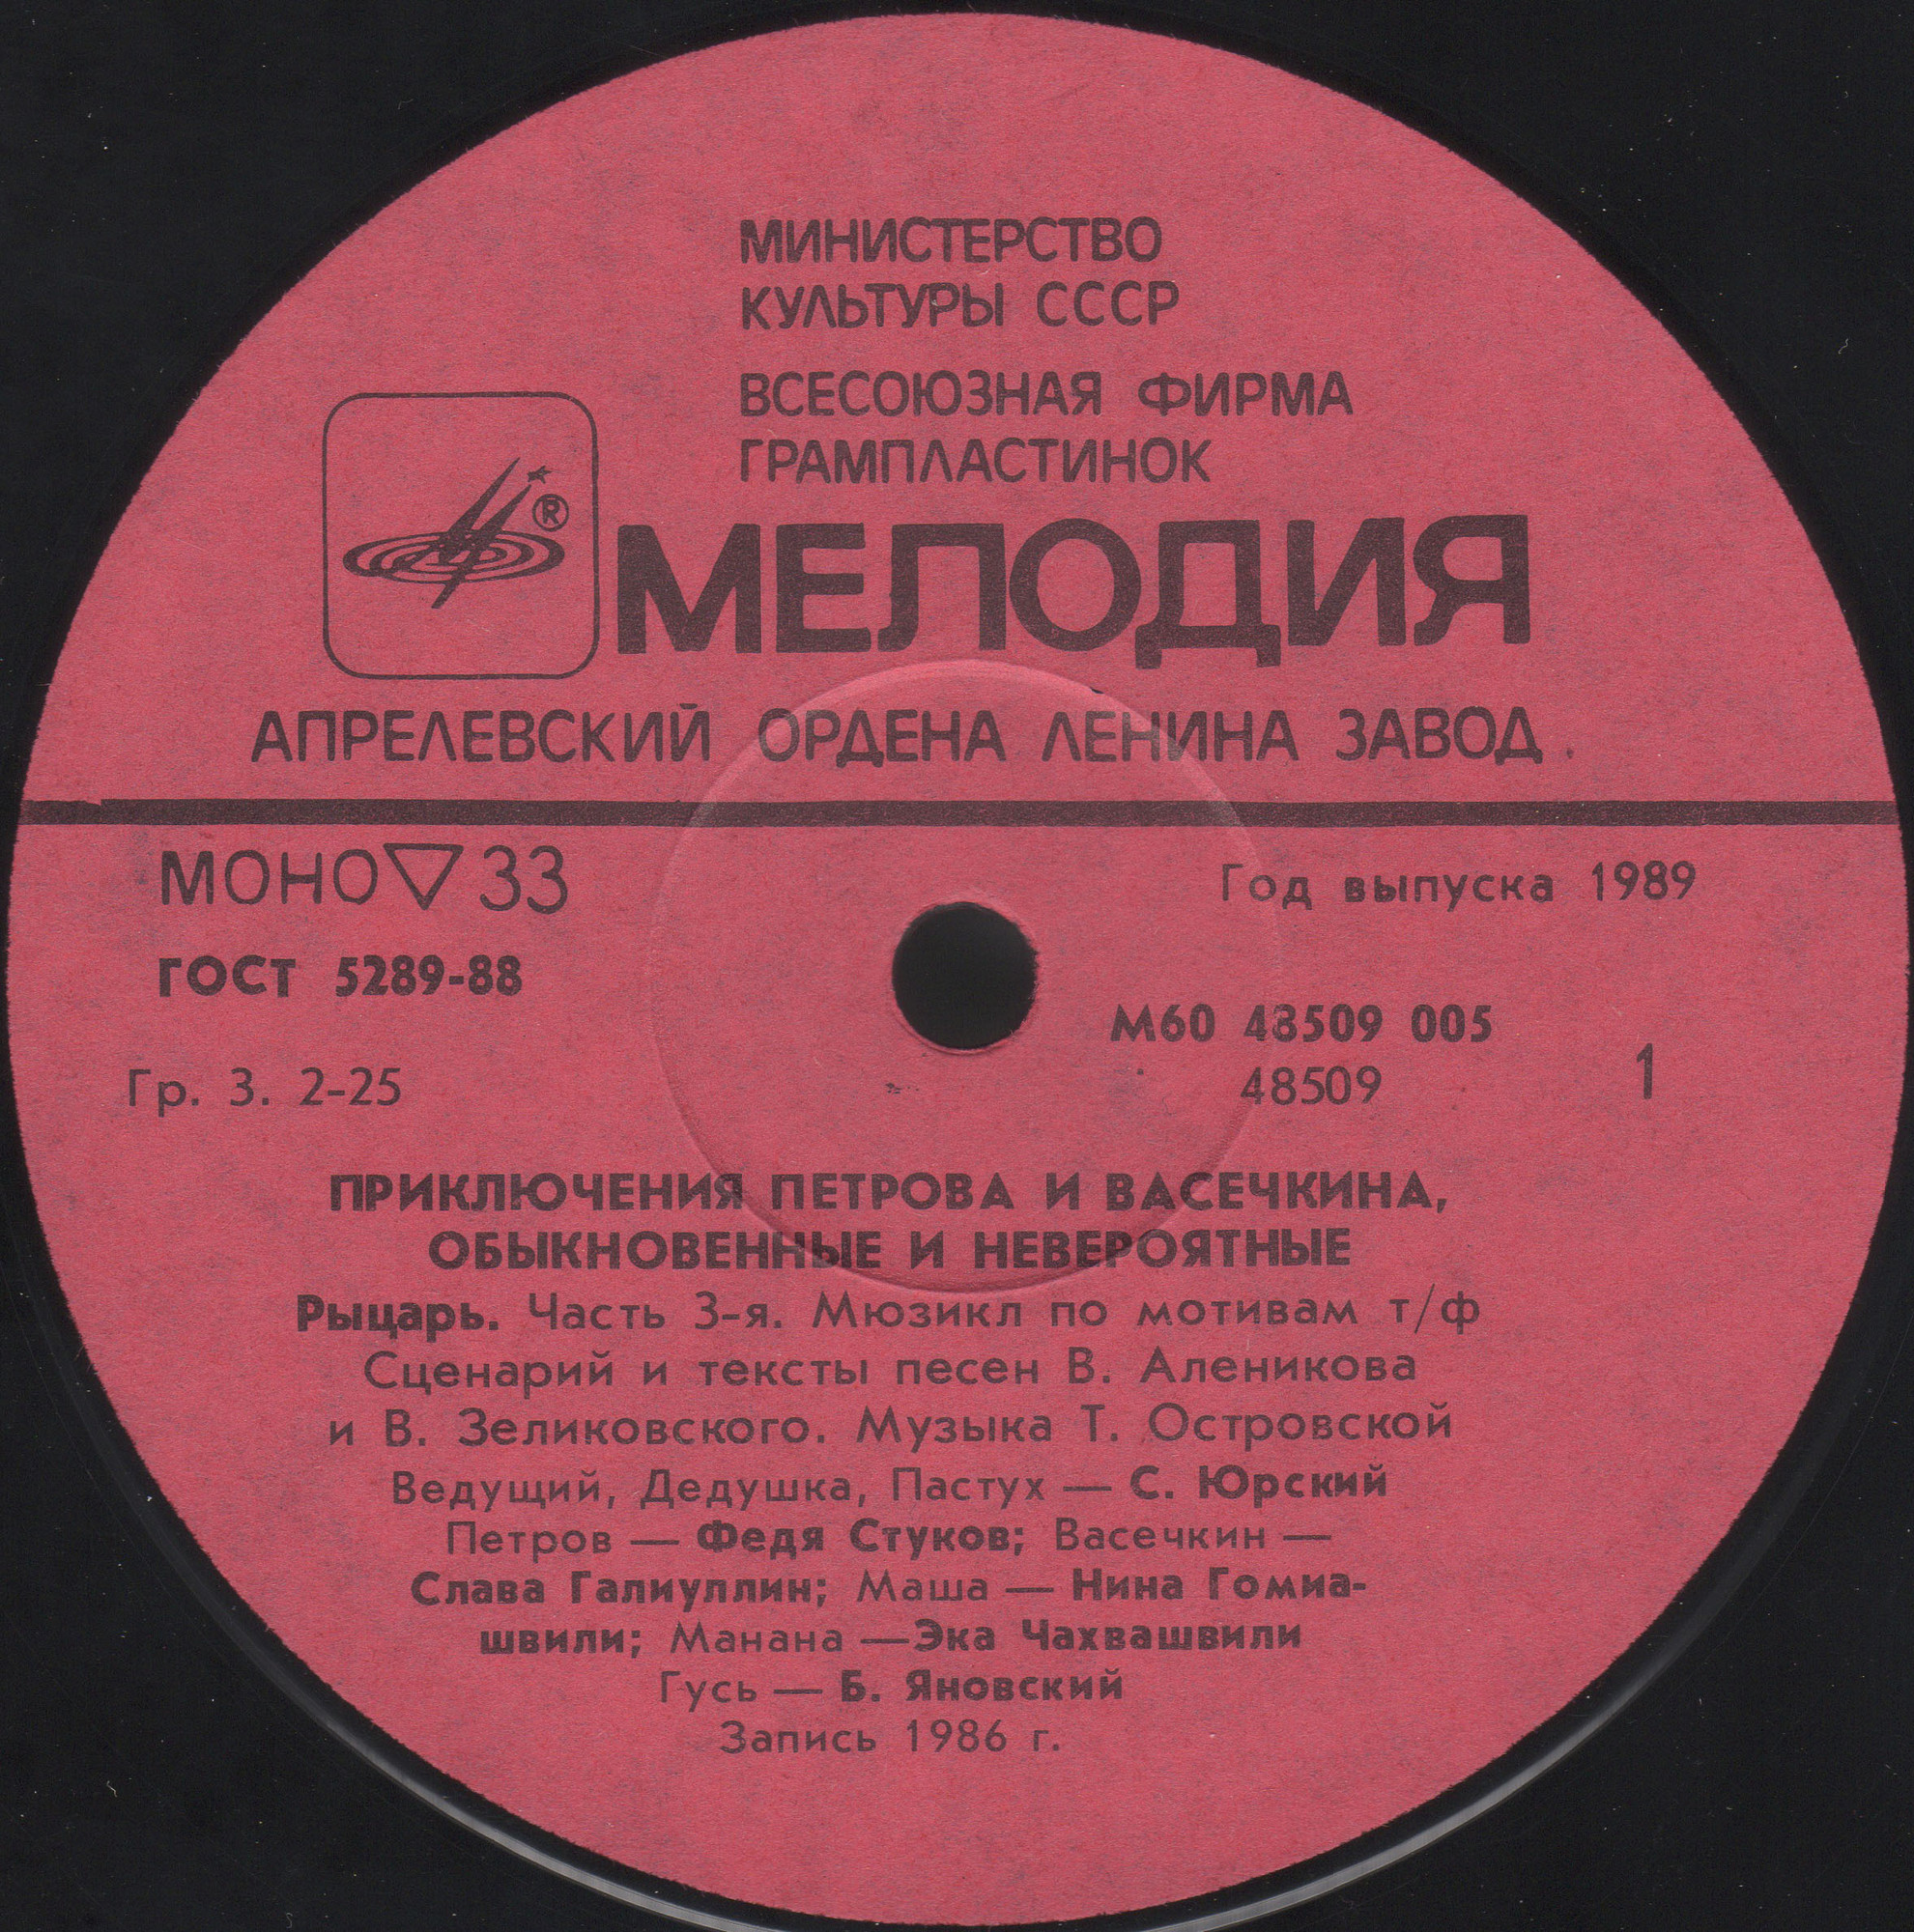 МИНИСТЕРСТВО
КУЛЬТУРЫ СССР
ВСЕСОЮЗНАЯ ФИРМА
ГРАМПЛАСТИНОК
®
МЕЛОДИЯ
АПРЕЛЕВСКИЙ ОРДЕНА ЛЕНИНА ЗАВОД
МОНО ▽ 33
Год выпуска 1989
ГОСТ 5289-88
М60 48509 005
Гр. 3. 2-25
48509
1
ПРИКЛЮЧЕНИЯ ПЕТРОВА И ВАСЕЧКИНА,
ОБЫКНОВЕННЫЕ И НЕВЕРОЯТНЫЕ
Рыцарь. Часть 3-я. Мюзикл по мотивам т/ф
Сценарий и тексты песен В. Аленикова
и В. Зеликовского. Музыка Т. Островской
Ведущий, Дедушка, Пастух — С. Юрский
Петров — Федя Стуков; Васечкин —
Слава Галиуллин; Маша — Нина Гомиа-
швили; Манана —Эка Чахвашвили
Гусь — Б. Яновский
Запись 1986 г.